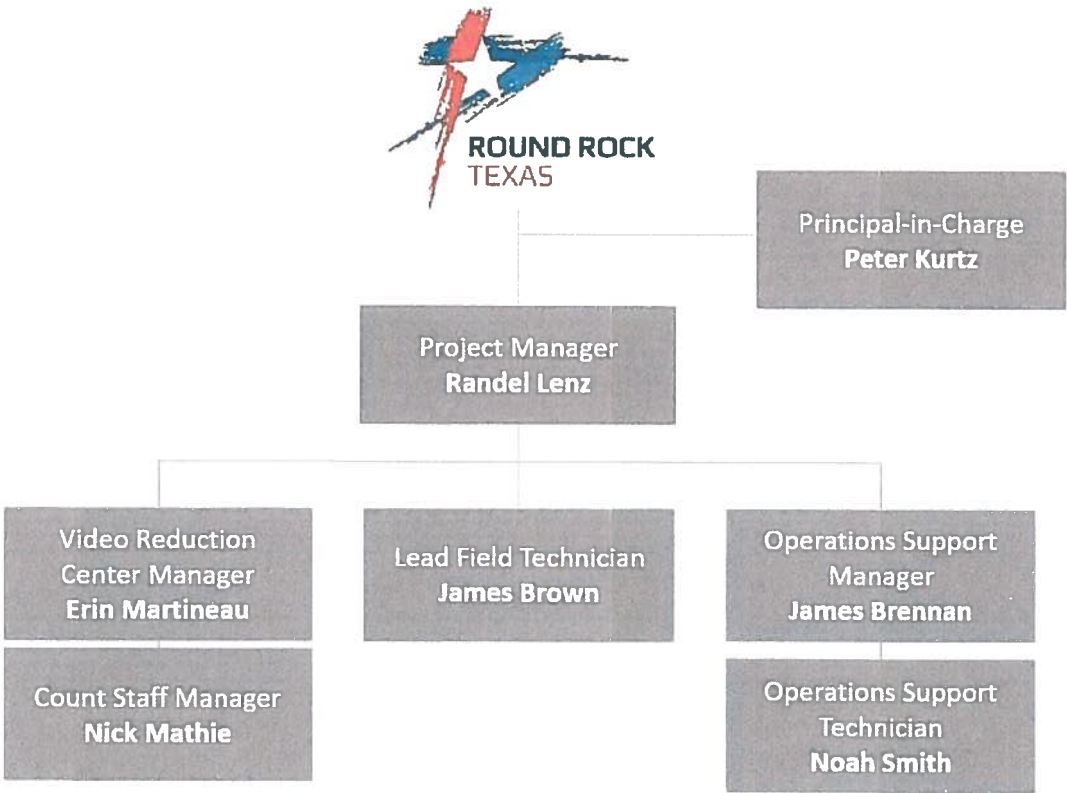 ROUND ROCK
TEXAS
Principal-in-Charge
Peter Kurtz
Project Manager
Randel Lenz
Video Reduction
Center Manager
Erin Martineau
Lead Field Technician
James Brown
Operations Support
Manager
James Brennan
Count Staff Manager
Nick Mathie
Operations Support
Technician
Noah Smith